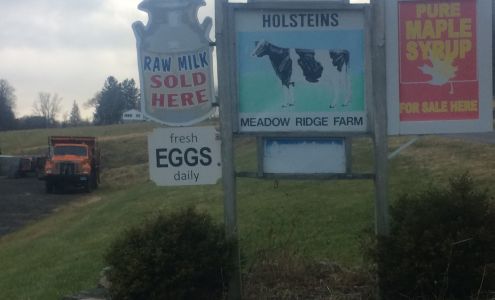 RAW MILK
SOLD
HERE
fresh
EGGS
daily
HOLSTEINS
MEADOW RIDGE FARM
PURE
MAPLE
SYRUP
FOR SALE HERE